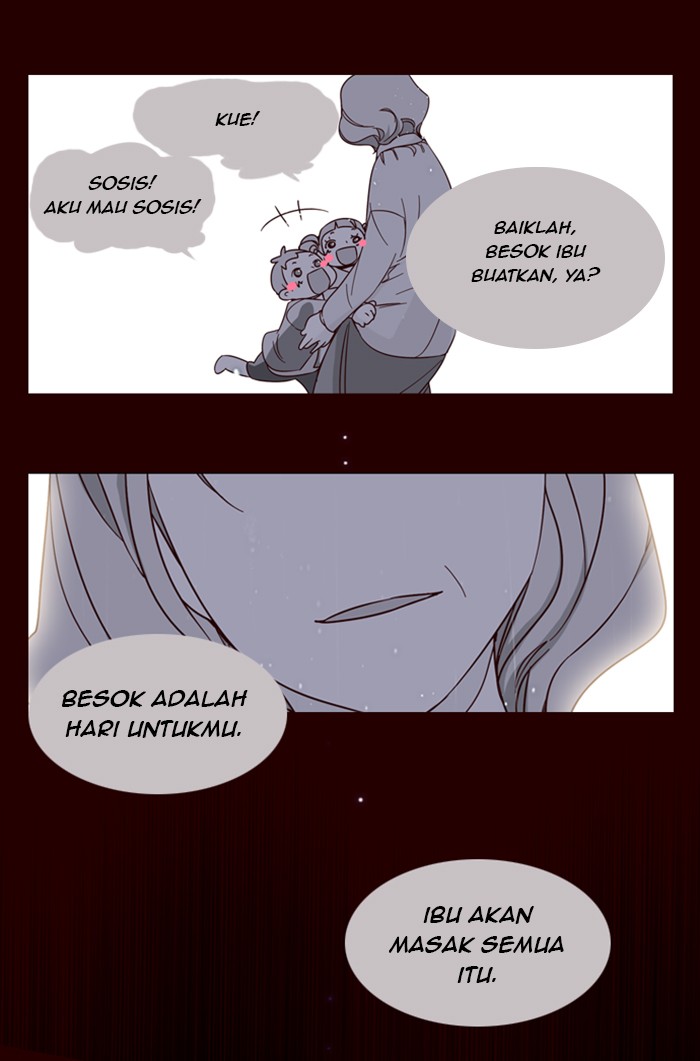 KUE!
SOSIS!
AKU MAU SOSIS!
BAIKLAH,
BESOK IBU
BUATKAN, YA?
BESOK ADALAH
HARI UNTUKMU.
IBU AKAN
MASAK SEMUA
ITU.